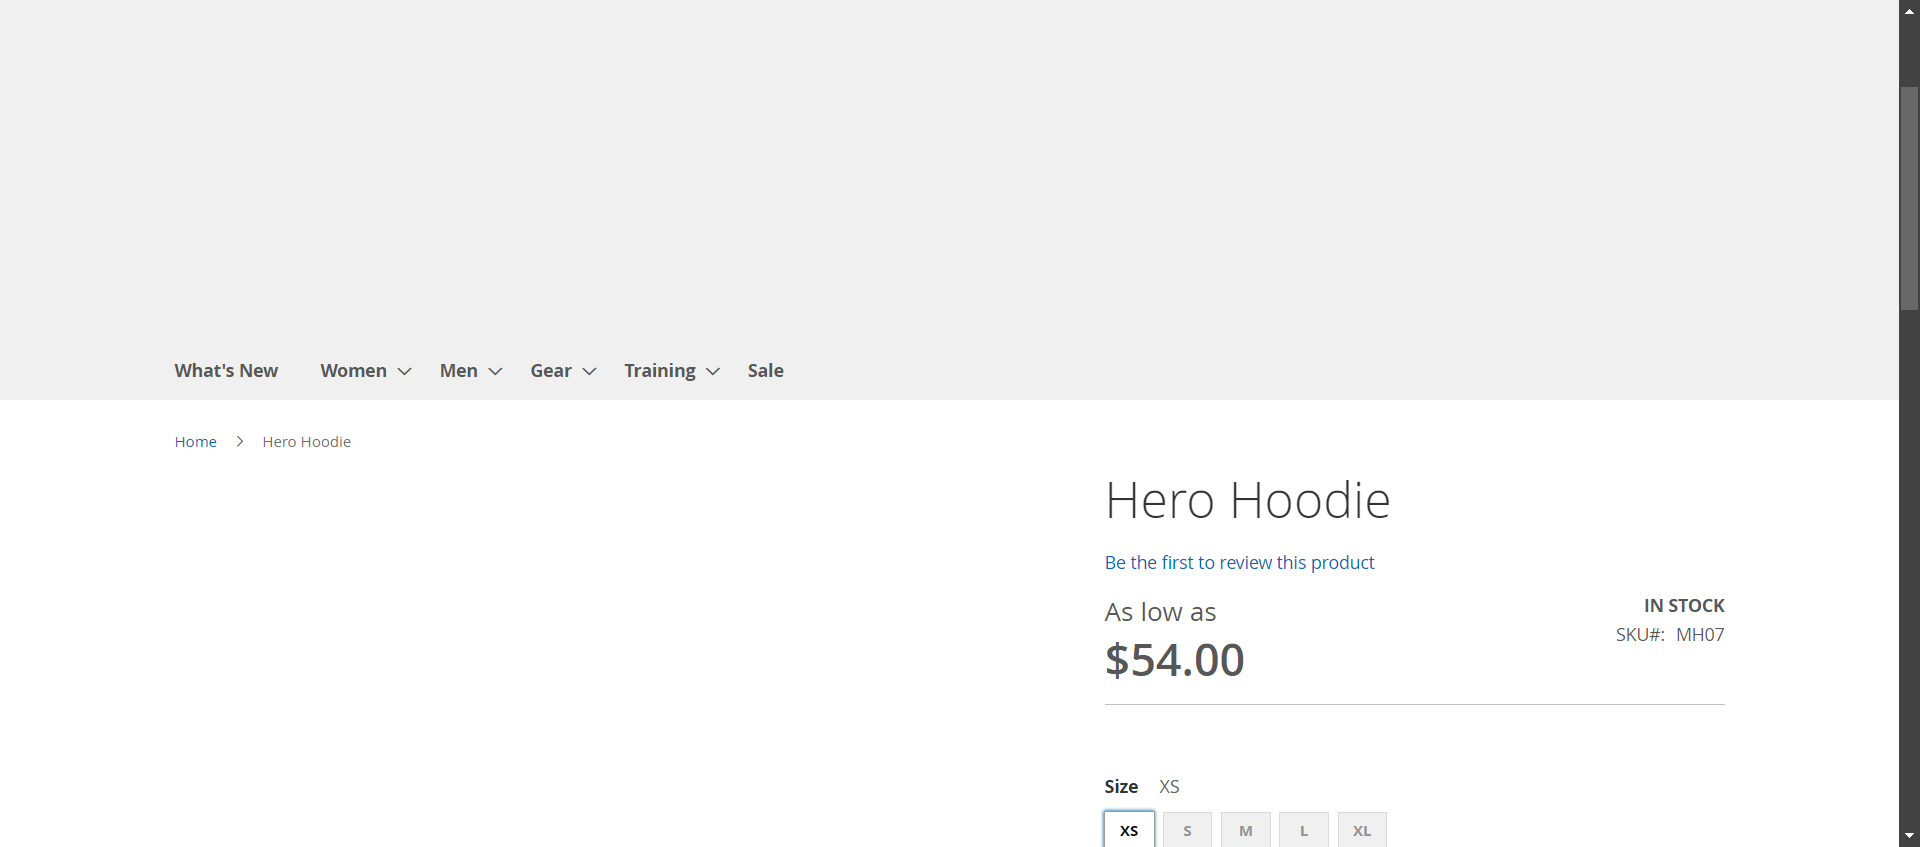 What's New Women Men Gear Training Sale
Home Hero Hoodie
Hero Hoodie
Be the first to review this product
As low as
$54.00
IN STOCK
SKU#: MH07
Size XS
XS S M L XL